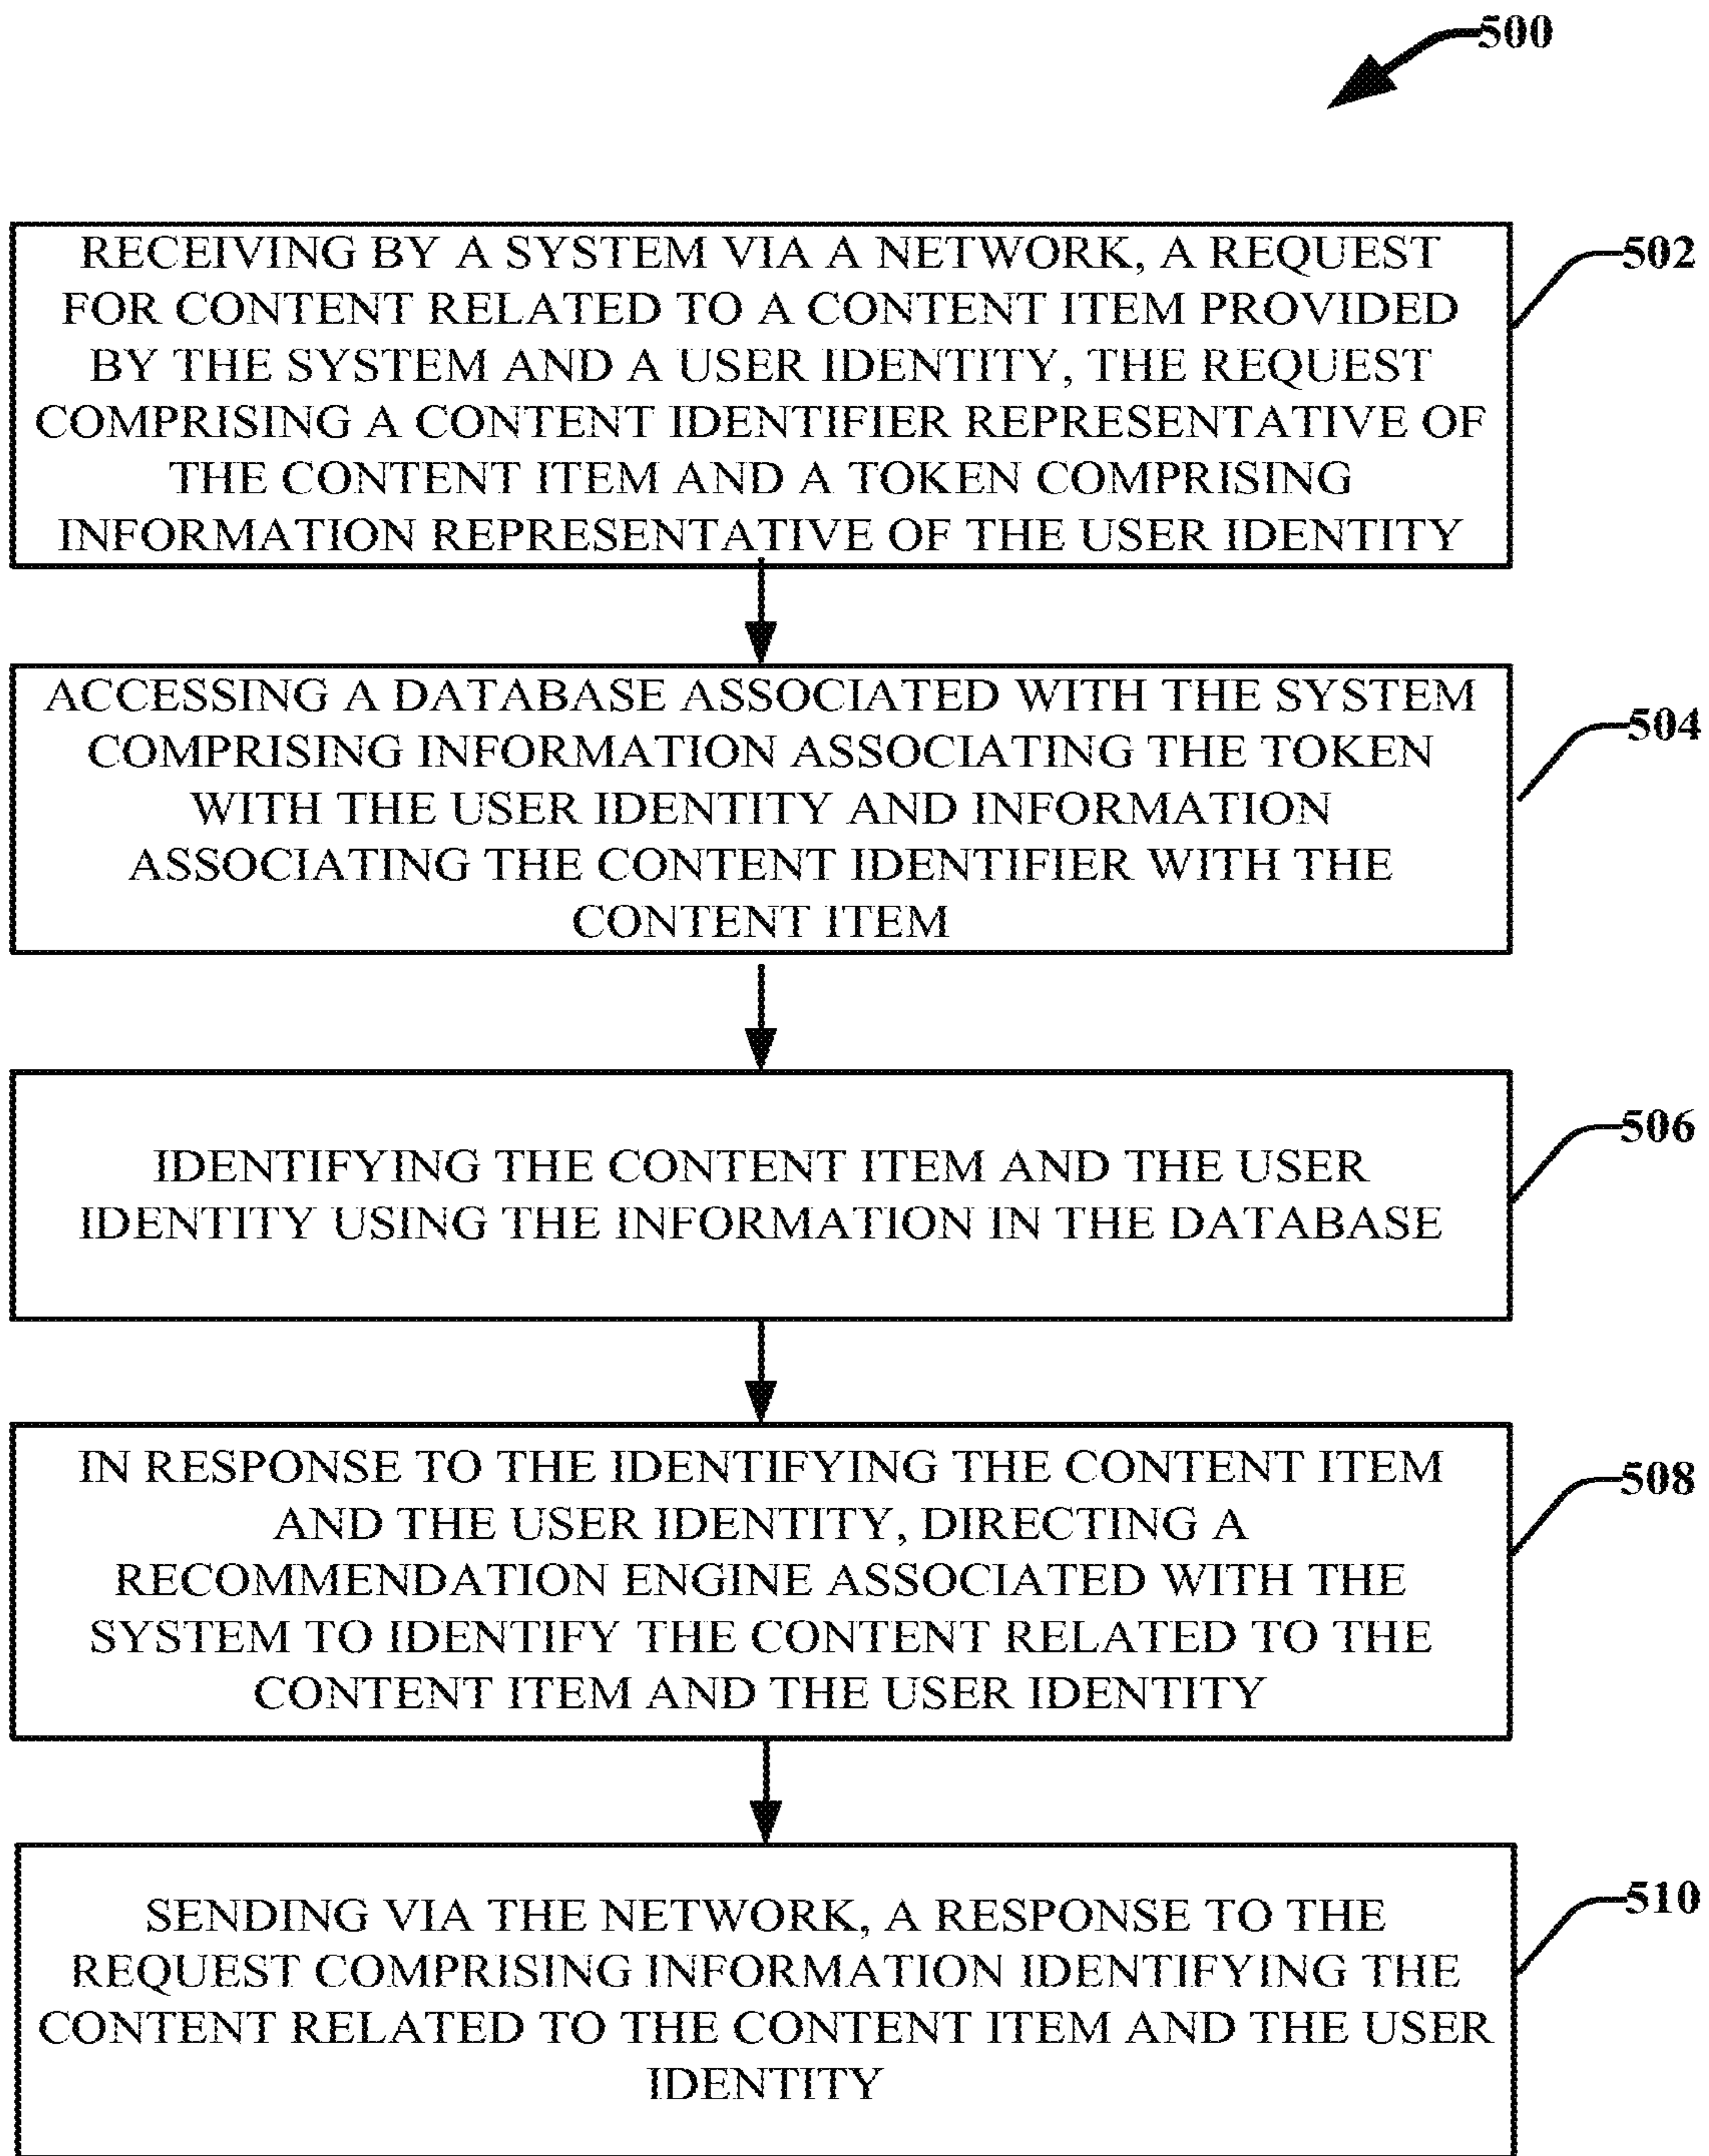 500
RECEIVING BY A SYSTEM VIA A NETWORK, A REQUEST
FOR CONTENT RELATED TO A CONTENT ITEM PROVIDED
BY THE SYSTEM AND A USER IDENTITY, THE REQUEST
COMPRISING A CONTENT IDENTIFIER REPRESENTATIVE OF
THE CONTENT ITEM AND A TOKEN COMPRISING
INFORMATION REPRESENTATIVE OF THE USER IDENTITY
502
ACCESSING A DATABASE ASSOCIATED WITH THE SYSTEM
COMPRISING INFORMATION ASSOCIATING THE TOKEN
WITH THE USER IDENTITY AND INFORMATION
ASSOCIATING THE CONTENT IDENTIFIER WITH THE
CONTENT ITEM
504
IDENTIFYING THE CONTENT ITEM AND THE USER
IDENTITY USING THE INFORMATION IN THE DATABASE
506
IN RESPONSE TO THE IDENTIFYING THE CONTENT ITEM
AND THE USER IDENTITY, DIRECTING A
RECOMMENDATION ENGINE ASSOCIATED WITH THE
SYSTEM TO IDENTIFY THE CONTENT RELATED TO THE
CONTENT ITEM AND THE USER IDENTITY
508
SENDING VIA THE NETWORK, A RESPONSE TO THE
REQUEST COMPRISING INFORMATION IDENTIFYING THE
CONTENT RELATED TO THE CONTENT ITEM AND THE USER
IDENTITY
510